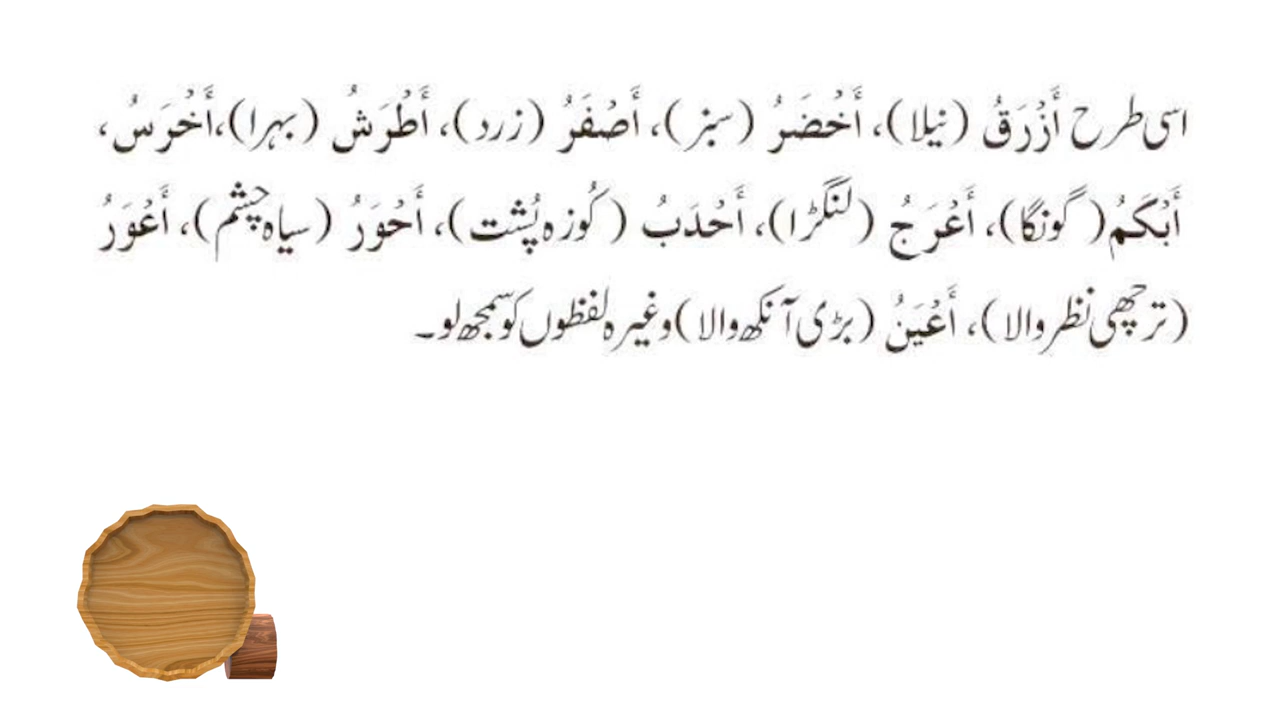 اسی طرح أَزْرَقُ (نیلا)، أَخْضَرُ (سبز)، أَصْفَرُ (زرد)، أَطْرَشُ (بہرا)،أَخْرَسُ،
أَبْكَمُ (گونگا)، أَعْرَجُ (لنگڑا)، أَحْدَبُ (کُوزہ پُشت)، أَحْوَرُ (سیاہ چشم)، أَعْوَرُ
(ترچھی نظر والا)، أَعْيَنُ (بڑی آنکھ والا) وغیرہ لفظوں کو سمجھ لو۔